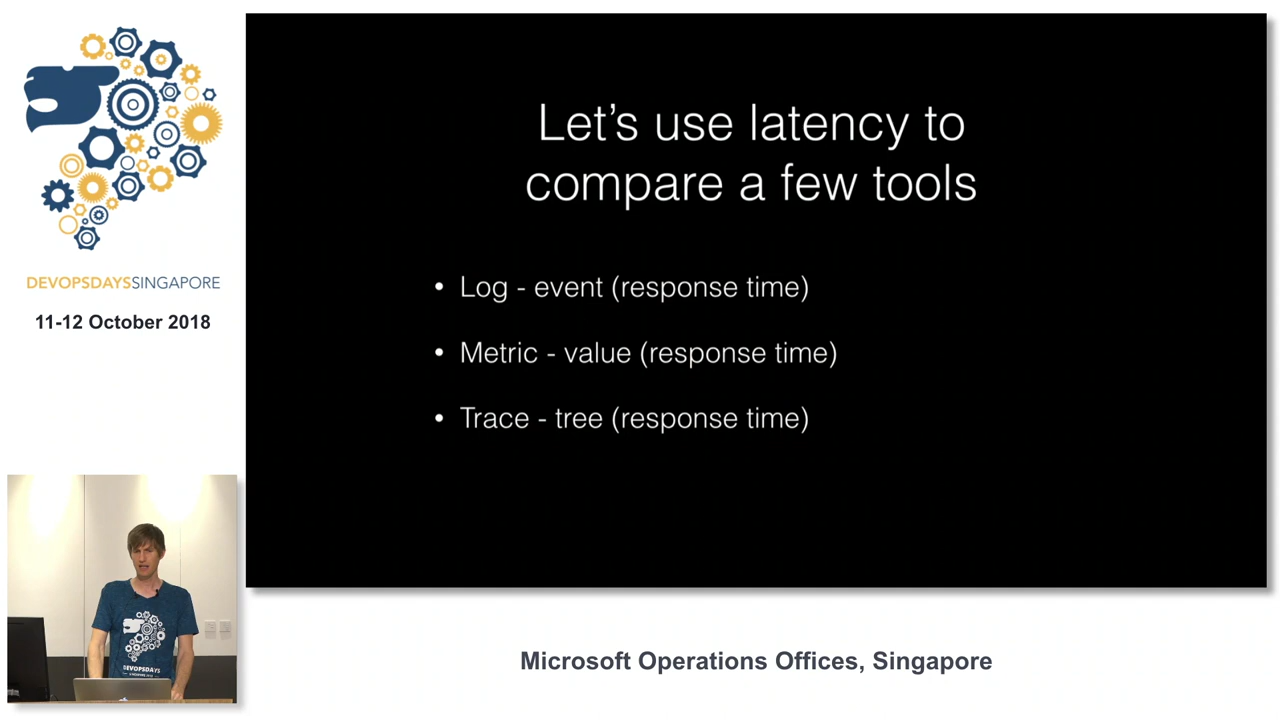 DEVOPSDAYSSINGAPORE
11-12 October 2018
Let’s use latency to
compare a few tools
• Log - event (response time)
• Metric - value (response time)
• Trace - tree (response time)
DEVOPSDAYS
Microsoft Operations Offices, Singapore